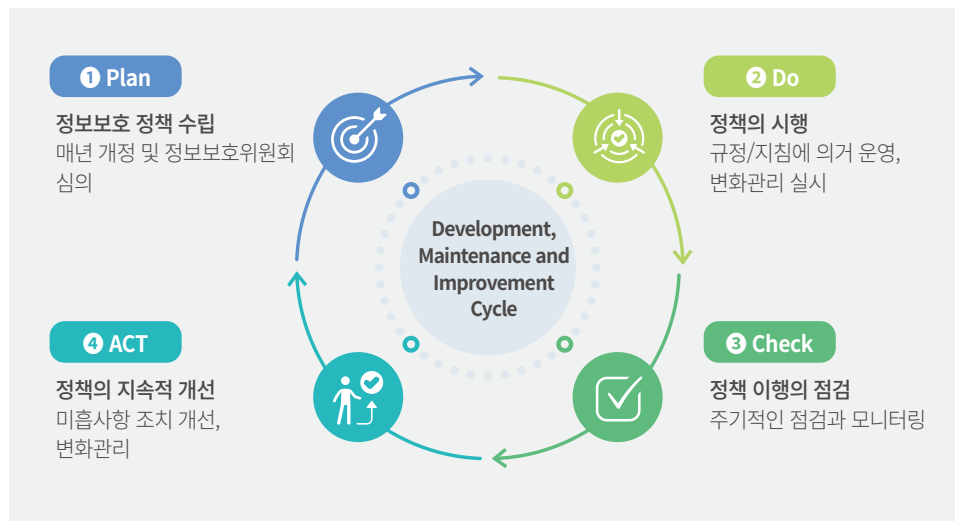 ❶ Plan
정보보호 정책 수립
매년 개정 및 정보보호위원회
심의
❷ Do
정책의 시행
규정/지침에 의거 운영,
변화관리 실시
Development,
Maintenance and
Improvement
Cycle
❸ Check
정책 이행의 점검
주기적인 점검과 모니터링
❹ ACT
정책의 지속적 개선
미흡사항 조치 개선,
변화관리